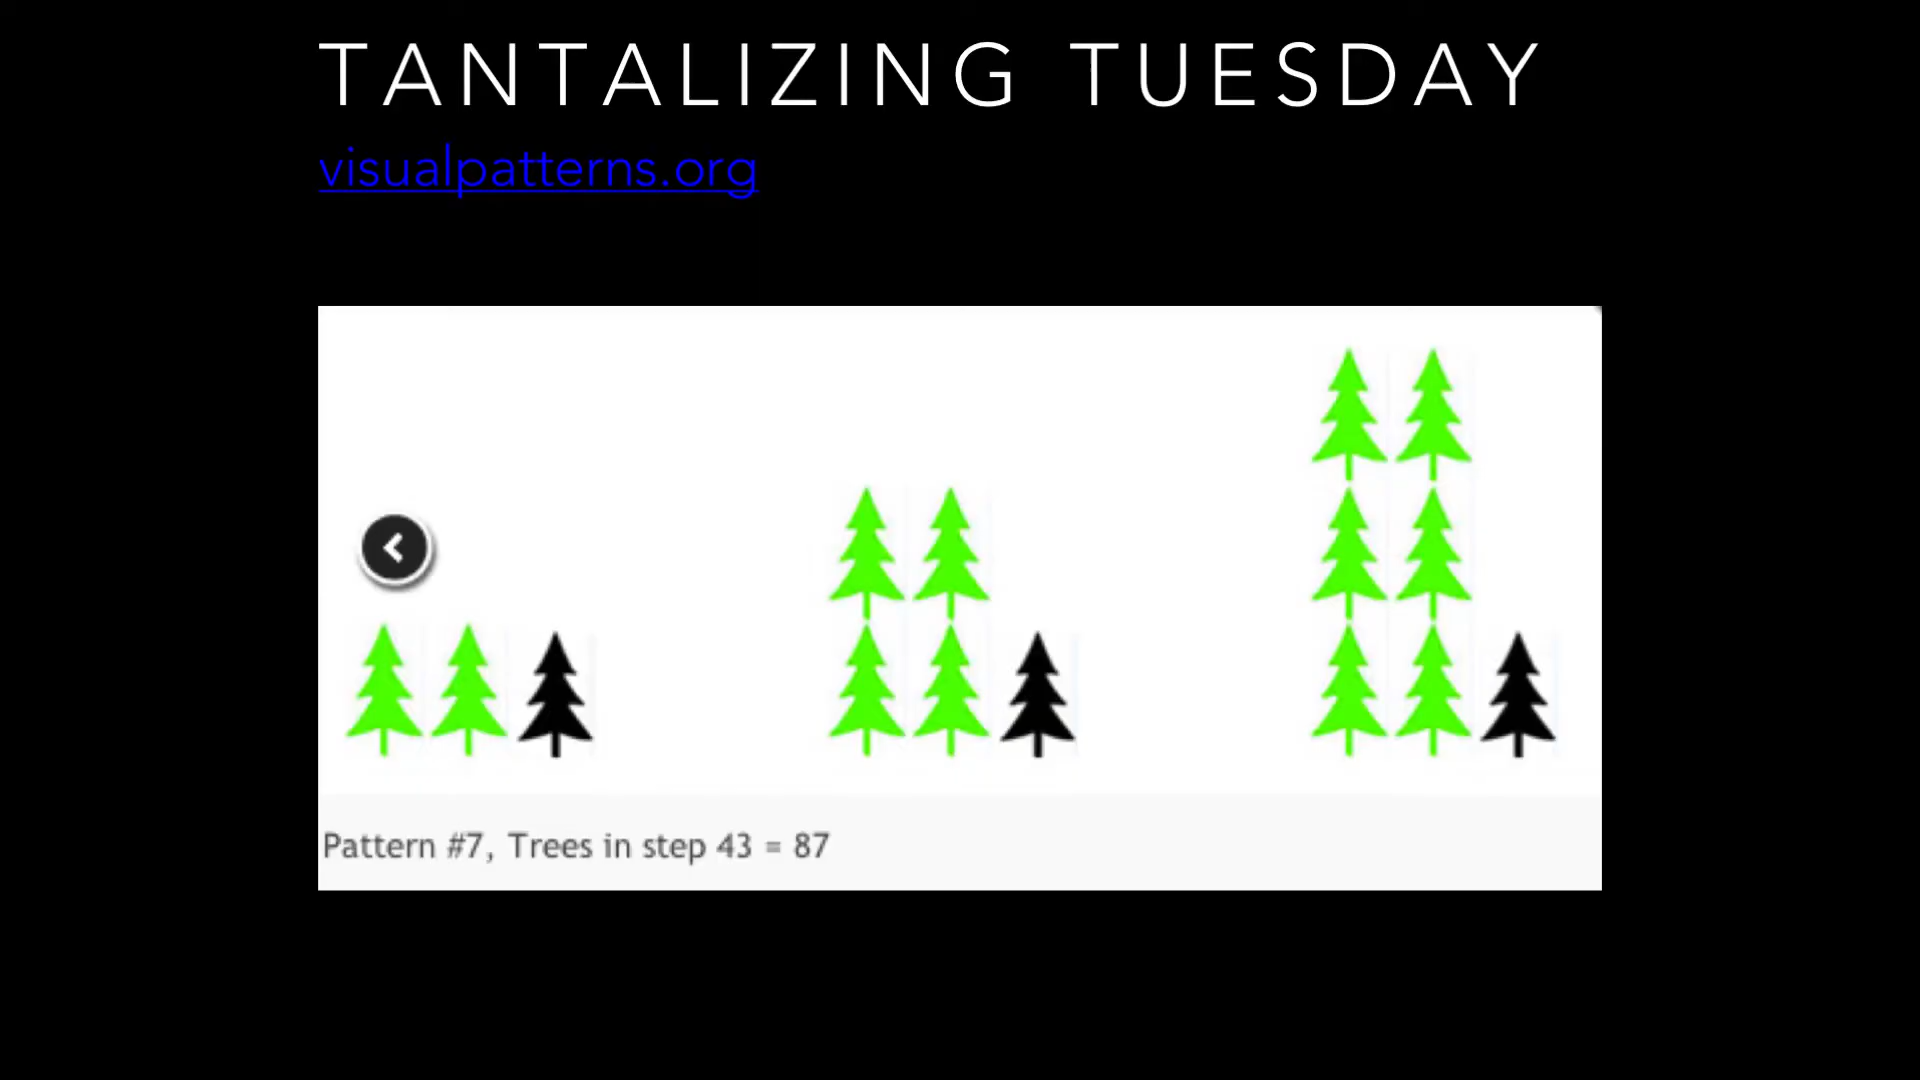 TANTALIZING TUESDAY
visualpatterns.org
Pattern #7, Trees in step 43 = 87